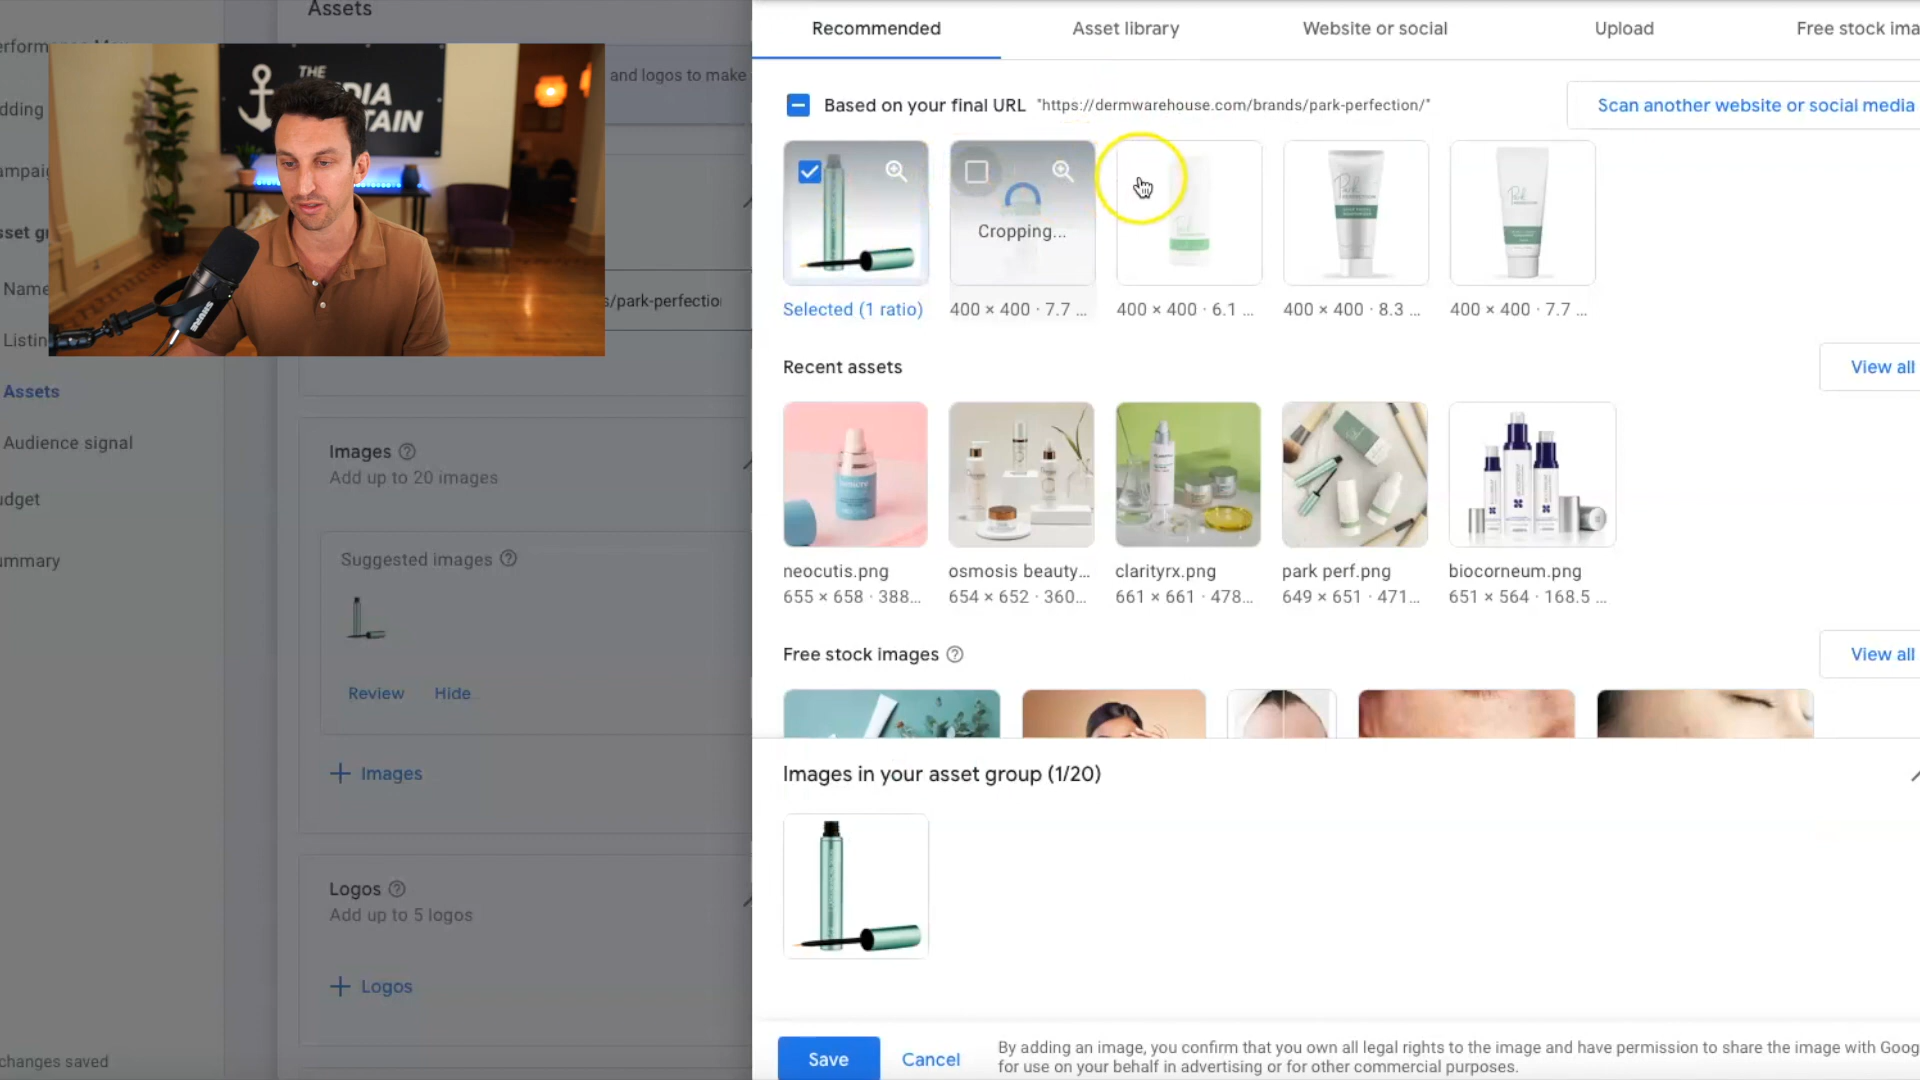 Assets
Recommended
Asset library
Website or social
Upload
Free stock ima
THE
and logos to make
dding
Based on your final URL
"https://dermwarehouse.com/brands/park-perfection/"
Scan another website or social media
Cropping...
Name
Listin
s/park-perfectio
Selected (1 ratio)
400 × 400 · 7.7 ...
400 × 400 · 6.1 ...
400 × 400 · 8.3 ...
400 × 400 · 7.7 ...
Recent assets
View all
Assets
Audience signal
udget
ummary
Images
Add up to 20 images
Suggested images
Review
Hide
+ Images
neocutis.png
osmosis beauty...
clarityrx.png
park perf.png
biocorneum.png
655 × 658 · 388...
654 × 652 · 360...
661 × 661 · 478...
649 × 651 · 471...
651 × 564 · 168.5 ...
Free stock images
View all
Images in your asset group (1/20)
Logos
Add up to 5 logos
+ Logos
changes saved
Save
Cancel
By adding an image, you confirm that you own all legal rights to the image and have permission to share the image with Goog
for use on your behalf in advertising or for other commercial purposes.